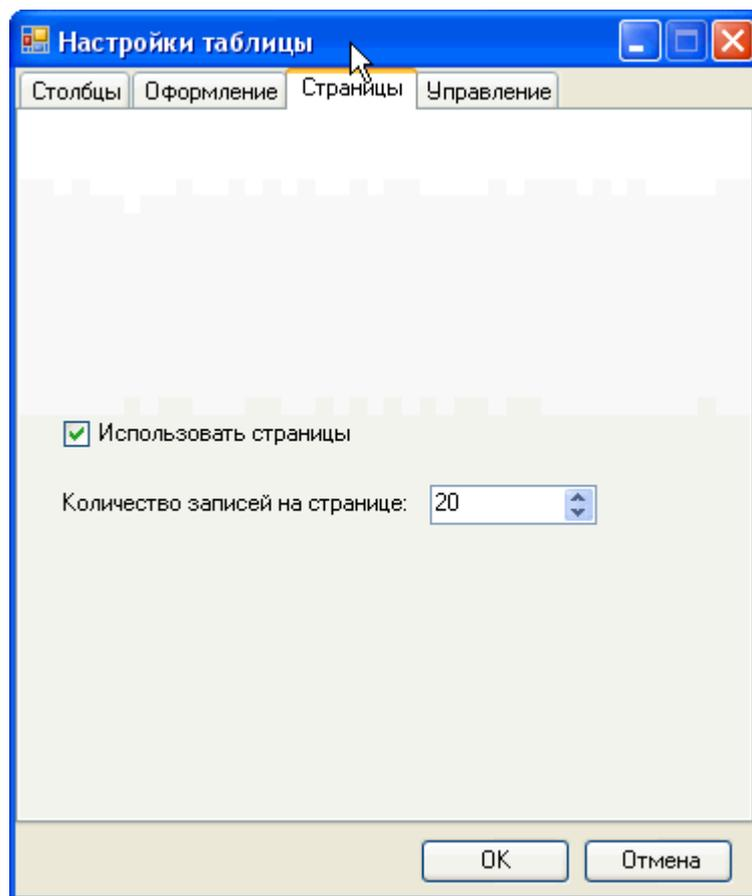 Настройки таблицы
Столбцы Оформление Страницы Управление
Использовать страницы
Количество записей на странице: 20
OK Отмена